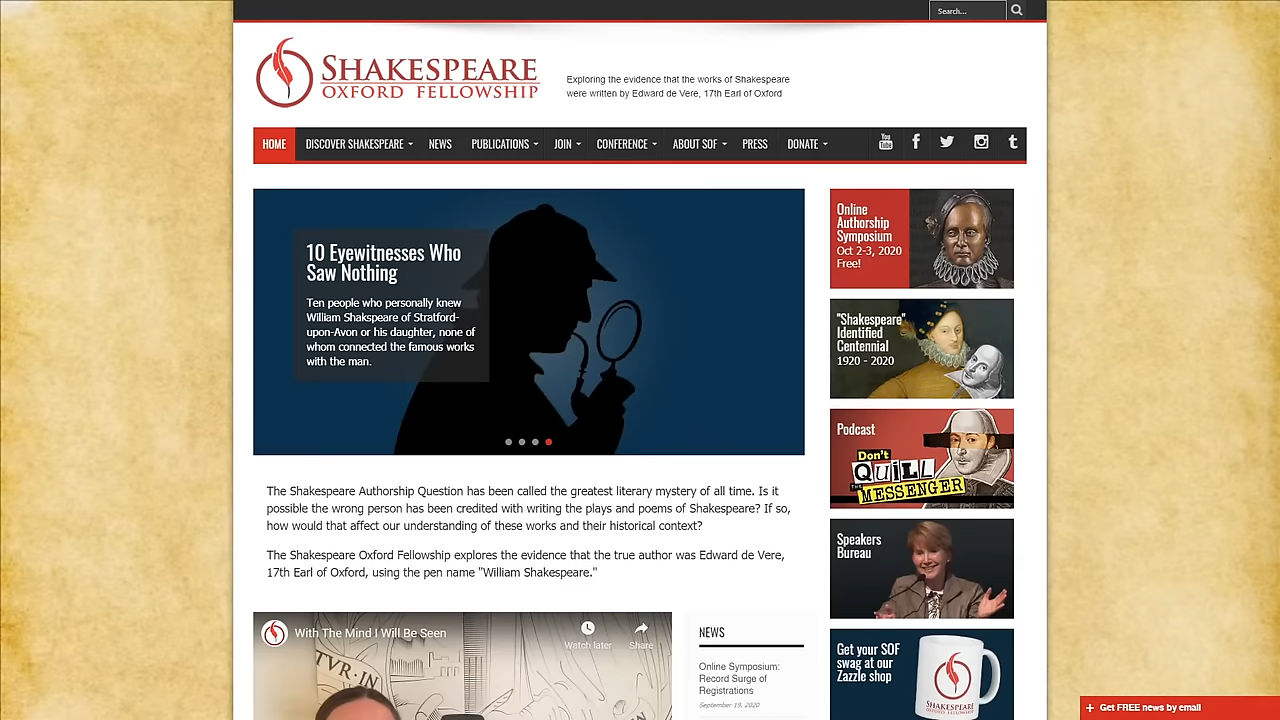 Search...
SHAKESPEARE
OXFORD FELLOWSHIP
Exploring the evidence that the works of Shakespeare
were written by Edward de Vere, 17th Earl of Oxford
HOME DISCOVER SHAKESPEARE NEWS PUBLICATIONS JOIN CONFERENCE ABOUT SOF PRESS DONATE You Tube
10 Eyewitnesses Who
Saw Nothing
Ten people who personally knew
William Shakspeare of Stratford-
upon-Avon or his daughter, none of
whom connected the famous works
with the man.
The Shakespeare Authorship Question has been called the greatest literary mystery of all time. Is it
possible the wrong person has been credited with writing the plays and poems of Shakespeare? If so,
how would that affect our understanding of these works and their historical context?
The Shakespeare Oxford Fellowship explores the evidence that the true author was Edward de Vere,
17th Earl of Oxford, using the pen name "William Shakespeare."
With The Mind I Will Be Seen
Watch later
Share
TVR·IN
NEWS
Online Symposium:
Record Surge of
Registrations
September 19, 2020
Online
Authorship
Symposium
Oct 2-3, 2020
Free!
"Shakespeare"
Identified
Centennial
1920 - 2020
Podcast
Don't
QUILL
THE MESSENGER
Speakers
Bureau
Get your SOF
swag at our
Zazzle shop
SHAKESPEARE
OXFORD FELLOWSHIP
+ Get FREE news by email